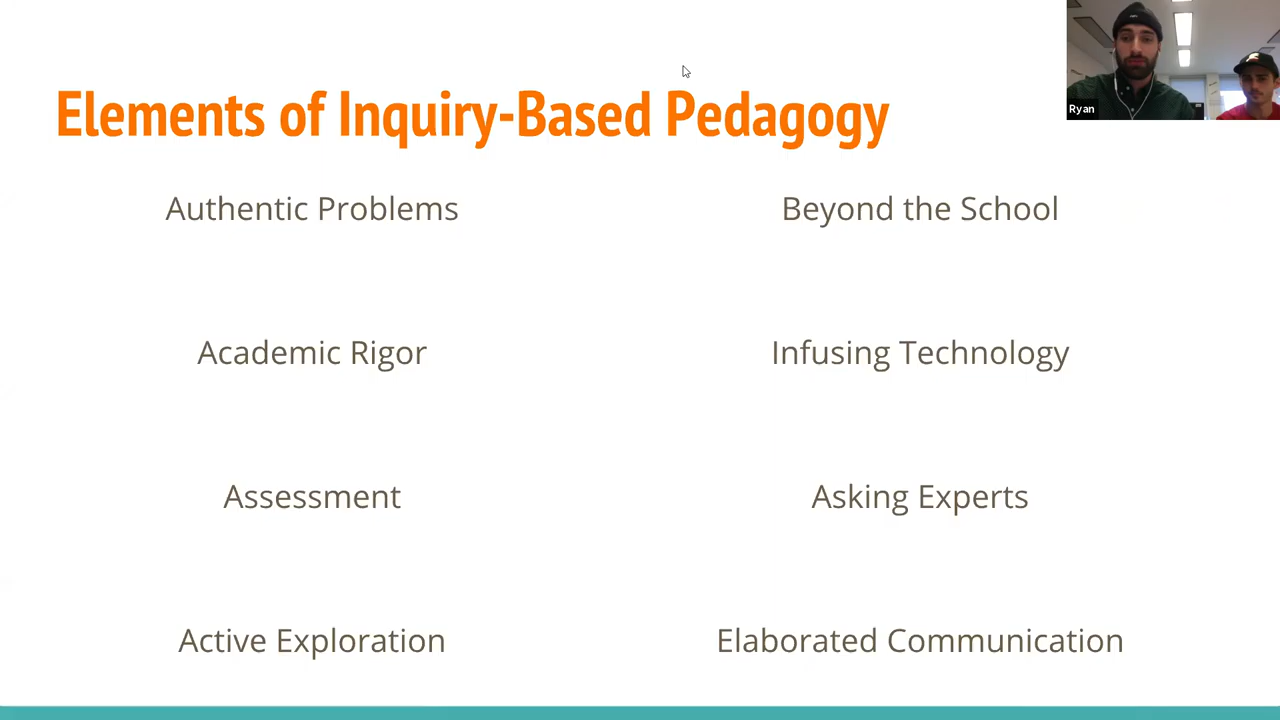 Elements of Inquiry-Based Pedagogy
Ryan
Authentic Problems
Beyond the School
Academic Rigor
Infusing Technology
Assessment
Asking Experts
Active Exploration
Elaborated Communication